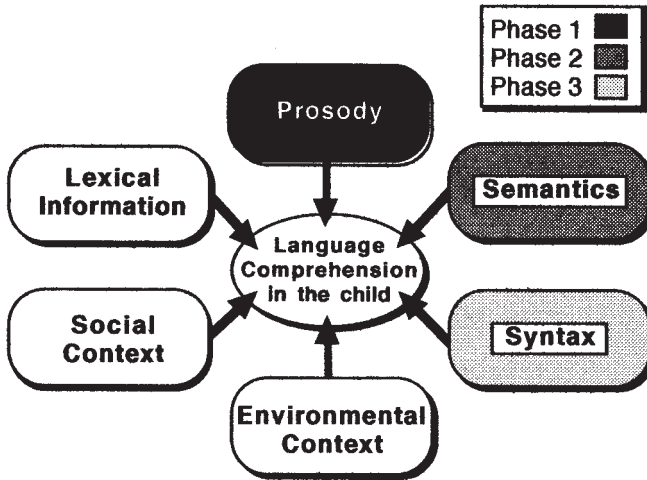 Phase 1
Phase 2
Phase 3
Prosody
Lexical
Information
Semantics
Language
Comprehension
in the child
Social
Context
Syntax
Environmental
Context